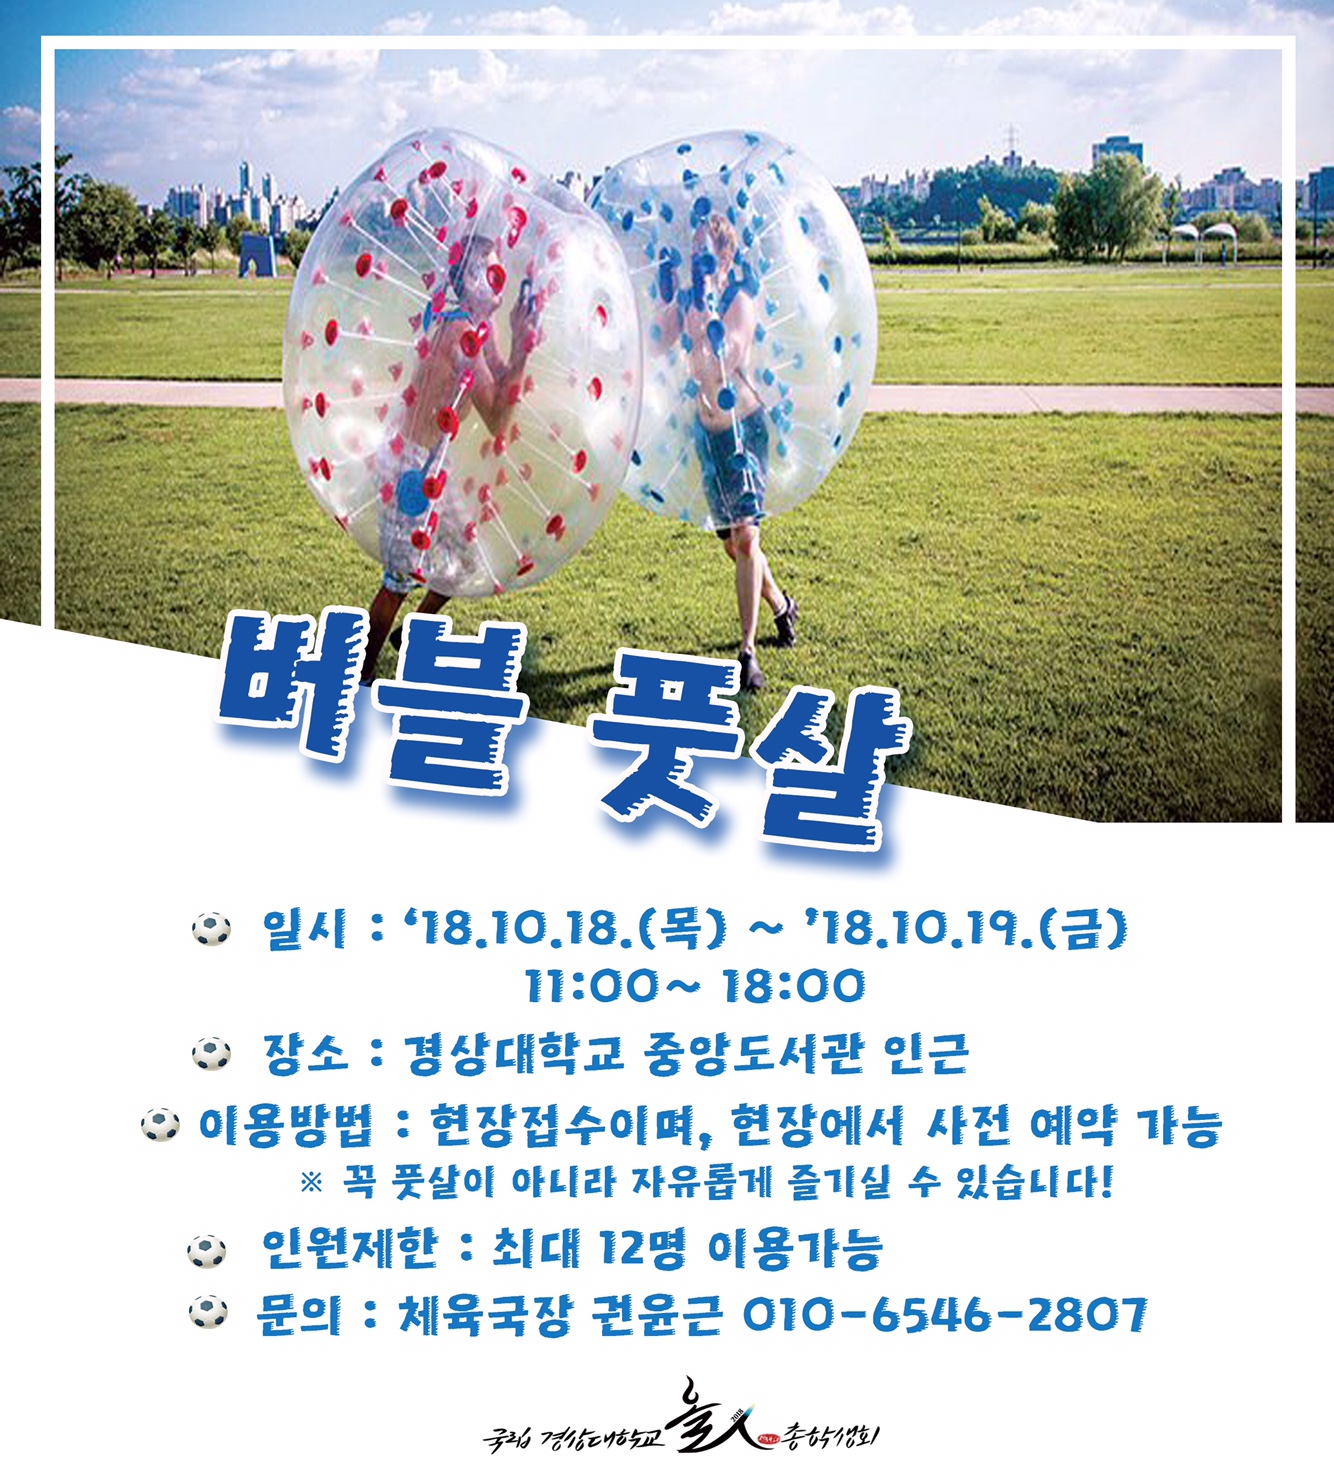 버블 풋살
일시 : ‘18.10.18.(목) ~ ’18.10.19.(금)
11:00~ 18:00
장소 : 경상대학교 중앙도서관 인근
이용방법 : 현장접수이며, 현장에서 사전 예약 가능
※ 꼭 풋살이 아니라 자유롭게 즐기실 수 있습니다!
인원제한 : 최대 12명 이용가능
문의 : 체육국장 권윤근 010-6546-2807
국립 경상대학교 2018 총학생회